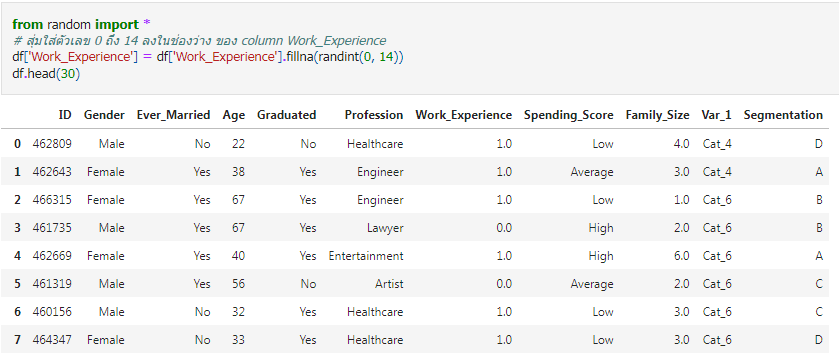 from random import *
# สุ่มใส่ตัวเลข 0 ถึง 14 ลงในช่องว่าง ของ column Work_Experience
df['Work_Experience'] = df['Work_Experience'].fillna(randint(0, 14))
df.head(30)
ID Gender Ever_Married Age Graduated Profession Work_Experience Spending_Score Family_Size Var_1 Segmentation
0 462809 Male No 22 No Healthcare 1.0 Low 4.0 Cat_4 D
1 462643 Female Yes 38 Yes Engineer 1.0 Average 3.0 Cat_4 A
2 466315 Female Yes 67 Yes Engineer 1.0 Low 1.0 Cat_6 B
3 461735 Male Yes 67 Yes Lawyer 0.0 High 2.0 Cat_6 B
4 462669 Female Yes 40 Yes Entertainment 1.0 High 6.0 Cat_6 A
5 461319 Male Yes 56 No Artist 0.0 Average 2.0 Cat_6 C
6 460156 Male No 32 Yes Healthcare 1.0 Low 3.0 Cat_6 C
7 464347 Female No 33 Yes Healthcare 1.0 Low 3.0 Cat_6 D